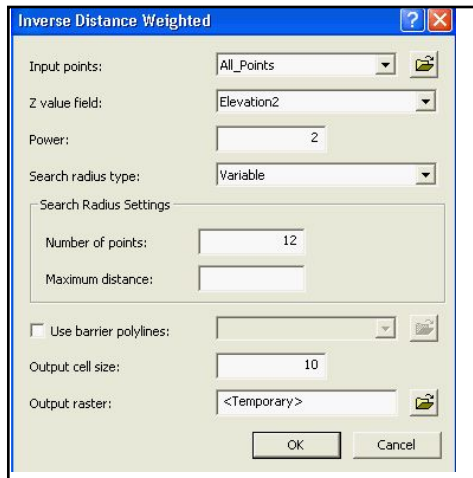 Inverse Distance Weighted
Input points: All_Points
Z value field: Elevation2
Power: 2
Search radius type: Variable
Search Radius Settings
Number of points: 12
Maximum distance:
Use barrier polylines:
Output cell size: 10
Output raster: <Temporary>
OK Cancel